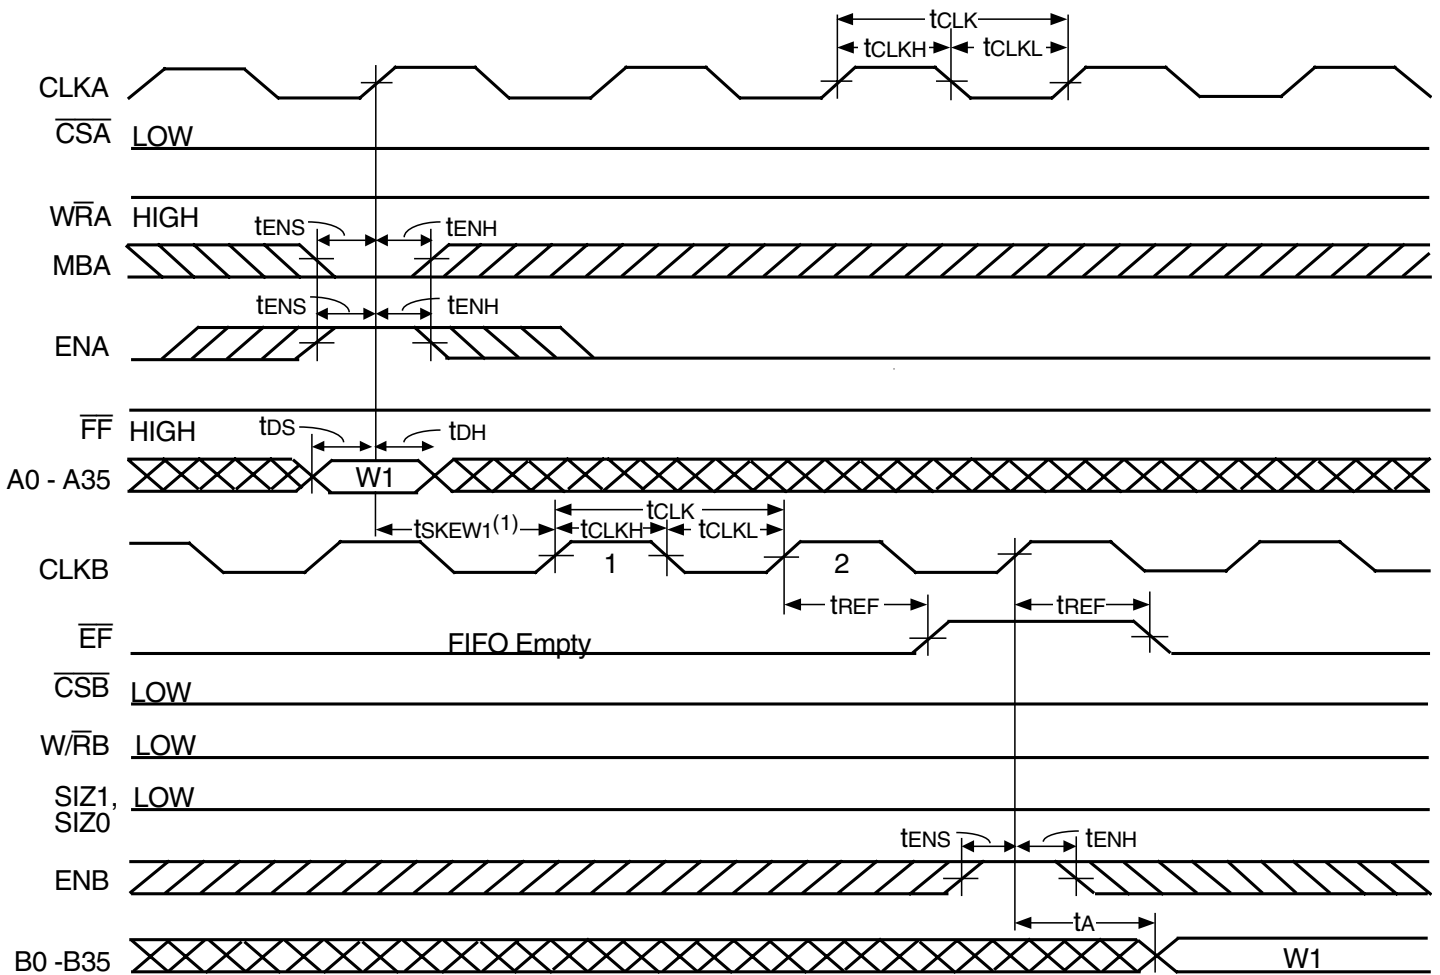 tCLK
tCLKH tCLKL
CLKA
CSA LOW
WRA HIGH
tENS tENH
MBA
tENS tENH
ENA
FF HIGH
tDS tDH
A0 - A35 W1
tCLK
tSKEW1(1) tCLKH tCLKL
CLKB 1 2
tREF tREF
EF FIFO Empty
CSB LOW
W/RB LOW
SIZ1, LOW
SIZ0
tENS tENH
ENB
tA
B0 -B35 W1